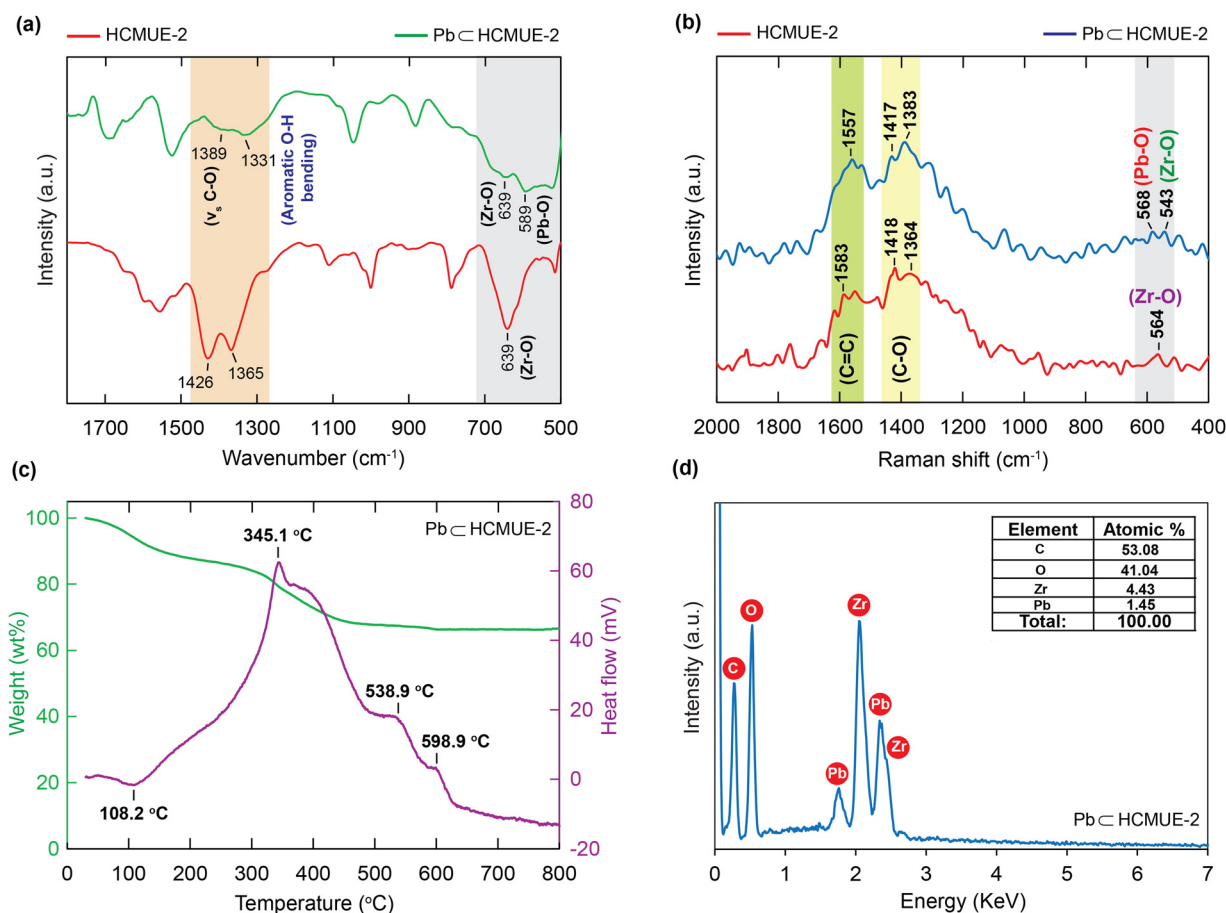 (a)
HCMUE-2
Pb⊂HCMUE-2
Intensity (a.u.)
1389
1331
(νs C-O)
(Aromatic O-H
bending)
(Zr-O)
639
589
(Pb-O)
1426
1365
639
(Zr-O)
1700 1500 1300 1100 900 700 500
Wavenumber (cm-1)
(b)
HCMUE-2
Pb⊂HCMUE-2
Intensity (a.u.)
1557
1417
1383
(Pb-O)
(Zr-O)
568
543
1583
1418
1364
(Zr-O)
564
(C=C)
(C-O)
2000 1800 1600 1400 1200 1000 800 600 400
Raman shift (cm-1)
(c)
Pb⊂HCMUE-2
345.1 oC
538.9 oC
598.9 oC
108.2 oC
Weight (wt%)
100
80
60
40
20
0
Heat flow (mV)
80
60
40
20
0
-20
0 100 200 300 400 500 600 700 800
Temperature (oC)
(d)
Element Atomic %
C 53.08
O 41.04
Zr 4.43
Pb 1.45
Total: 100.00
Intensity (a.u.)
C
O
Pb
Zr
Pb
Zr
Pb⊂HCMUE-2
0 1 2 3 4 5 6 7
Energy (KeV)